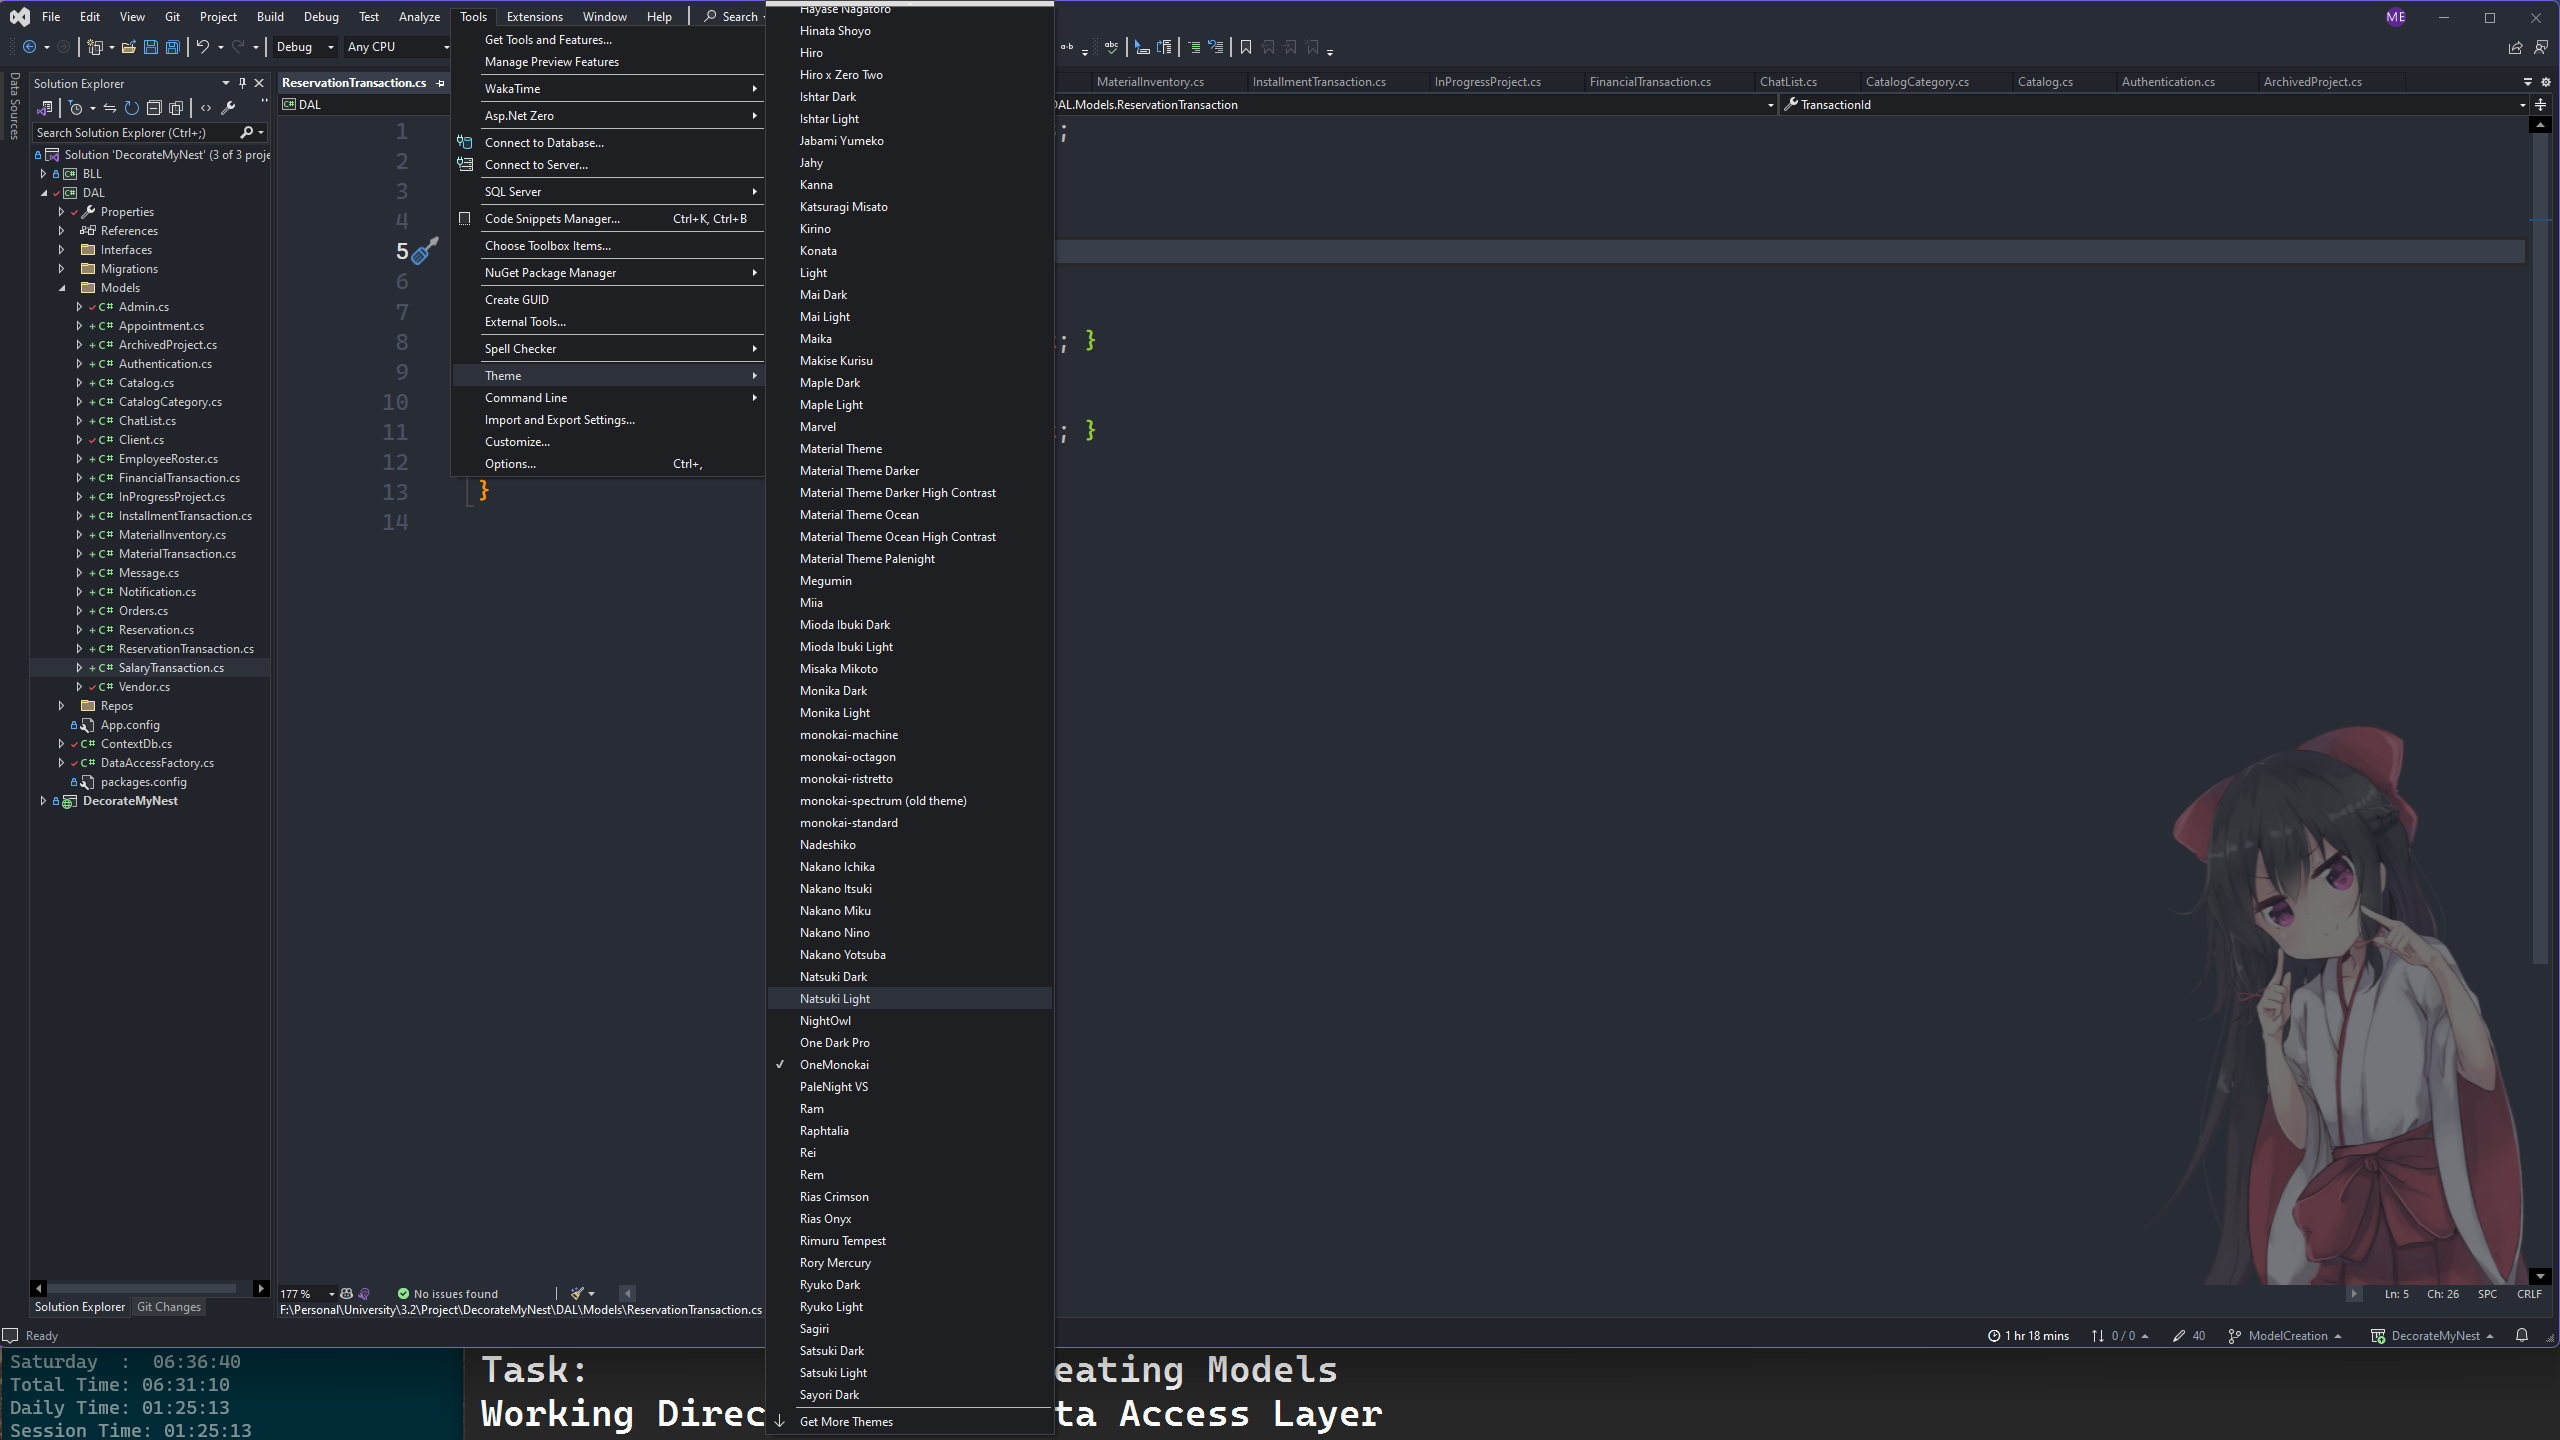 File Edit View Git Project Build Debug Test Analyze Tools Extensions Window Help Search ME
Debug Any CPU
Data Sources
Solution Explorer
Search Solution Explorer (Ctrl+;)
Solution 'DecorateMyNest' (3 of 3 proje
BLL
DAL
Properties
References
Interfaces
Migrations
Models
Admin.cs
Appointment.cs
ArchivedProject.cs
Authentication.cs
Catalog.cs
CatalogCategory.cs
ChatList.cs
Client.cs
EmployeeRoster.cs
FinancialTransaction.cs
InProgressProject.cs
InstallmentTransaction.cs
MaterialInventory.cs
MaterialTransaction.cs
Message.cs
Notification.cs
Orders.cs
Reservation.cs
ReservationTransaction.cs
SalaryTransaction.cs
Vendor.cs
Repos
App.config
ContextDb.cs
DataAccessFactory.cs
packages.config
DecorateMyNest
Solution Explorer Git Changes
ReservationTransaction.cs MaterialInventory.cs InstallmentTransaction.cs InProgressProject.cs FinancialTransaction.cs ChatList.cs CatalogCategory.cs Catalog.cs Authentication.cs ArchivedProject.cs
DAL DAL.Models.ReservationTransaction TransactionId
1 ;
2
3
4
5
6
7
8 ; }
9
10
11 ; }
12
13 }
14
Get Tools and Features...
Manage Preview Features
WakaTime
Asp.Net Zero
Connect to Database...
Connect to Server...
SQL Server
Code Snippets Manager... Ctrl+K, Ctrl+B
Choose Toolbox Items...
NuGet Package Manager
Create GUID
External Tools...
Spell Checker
Theme
Command Line
Import and Export Settings...
Customize...
Options... Ctrl+,
Hayase Nagatoro
Hinata Shoyo
Hiro
Hiro x Zero Two
Ishtar Dark
Ishtar Light
Jabami Yumeko
Jahy
Kanna
Katsuragi Misato
Kirino
Konata
Light
Mai Dark
Mai Light
Maika
Makise Kurisu
Maple Dark
Maple Light
Marvel
Material Theme
Material Theme Darker
Material Theme Darker High Contrast
Material Theme Ocean
Material Theme Ocean High Contrast
Material Theme Palenight
Megumin
Miia
Mioda Ibuki Dark
Mioda Ibuki Light
Misaka Mikoto
Monika Dark
Monika Light
monokai-machine
monokai-octagon
monokai-ristretto
monokai-spectrum (old theme)
monokai-standard
Nadeshiko
Nakano Ichika
Nakano Itsuki
Nakano Miku
Nakano Nino
Nakano Yotsuba
Natsuki Dark
Natsuki Light
NightOwl
One Dark Pro
OneMonokai
PaleNight VS
Ram
Raphtalia
Rei
Rem
Rias Crimson
Rias Onyx
Rimuru Tempest
Rory Mercury
Ryuko Dark
Ryuko Light
Sagiri
Satsuki Dark
Satsuki Light
Sayori Dark
Get More Themes
177 % No issues found Ln: 5 Ch: 26 SPC CRLF
F:\Personal\University\3.2\Project\DecorateMyNest\DAL\Models\ReservationTransaction.cs
Ready 1 hr 18 mins 0 / 0 40 ModelCreation DecorateMyNest
Saturday : 06:36:40
Total Time: 06:31:10
Daily Time: 01:25:13
Session Time: 01:25:13
Task: eating Models
Working Direc ta Access Layer